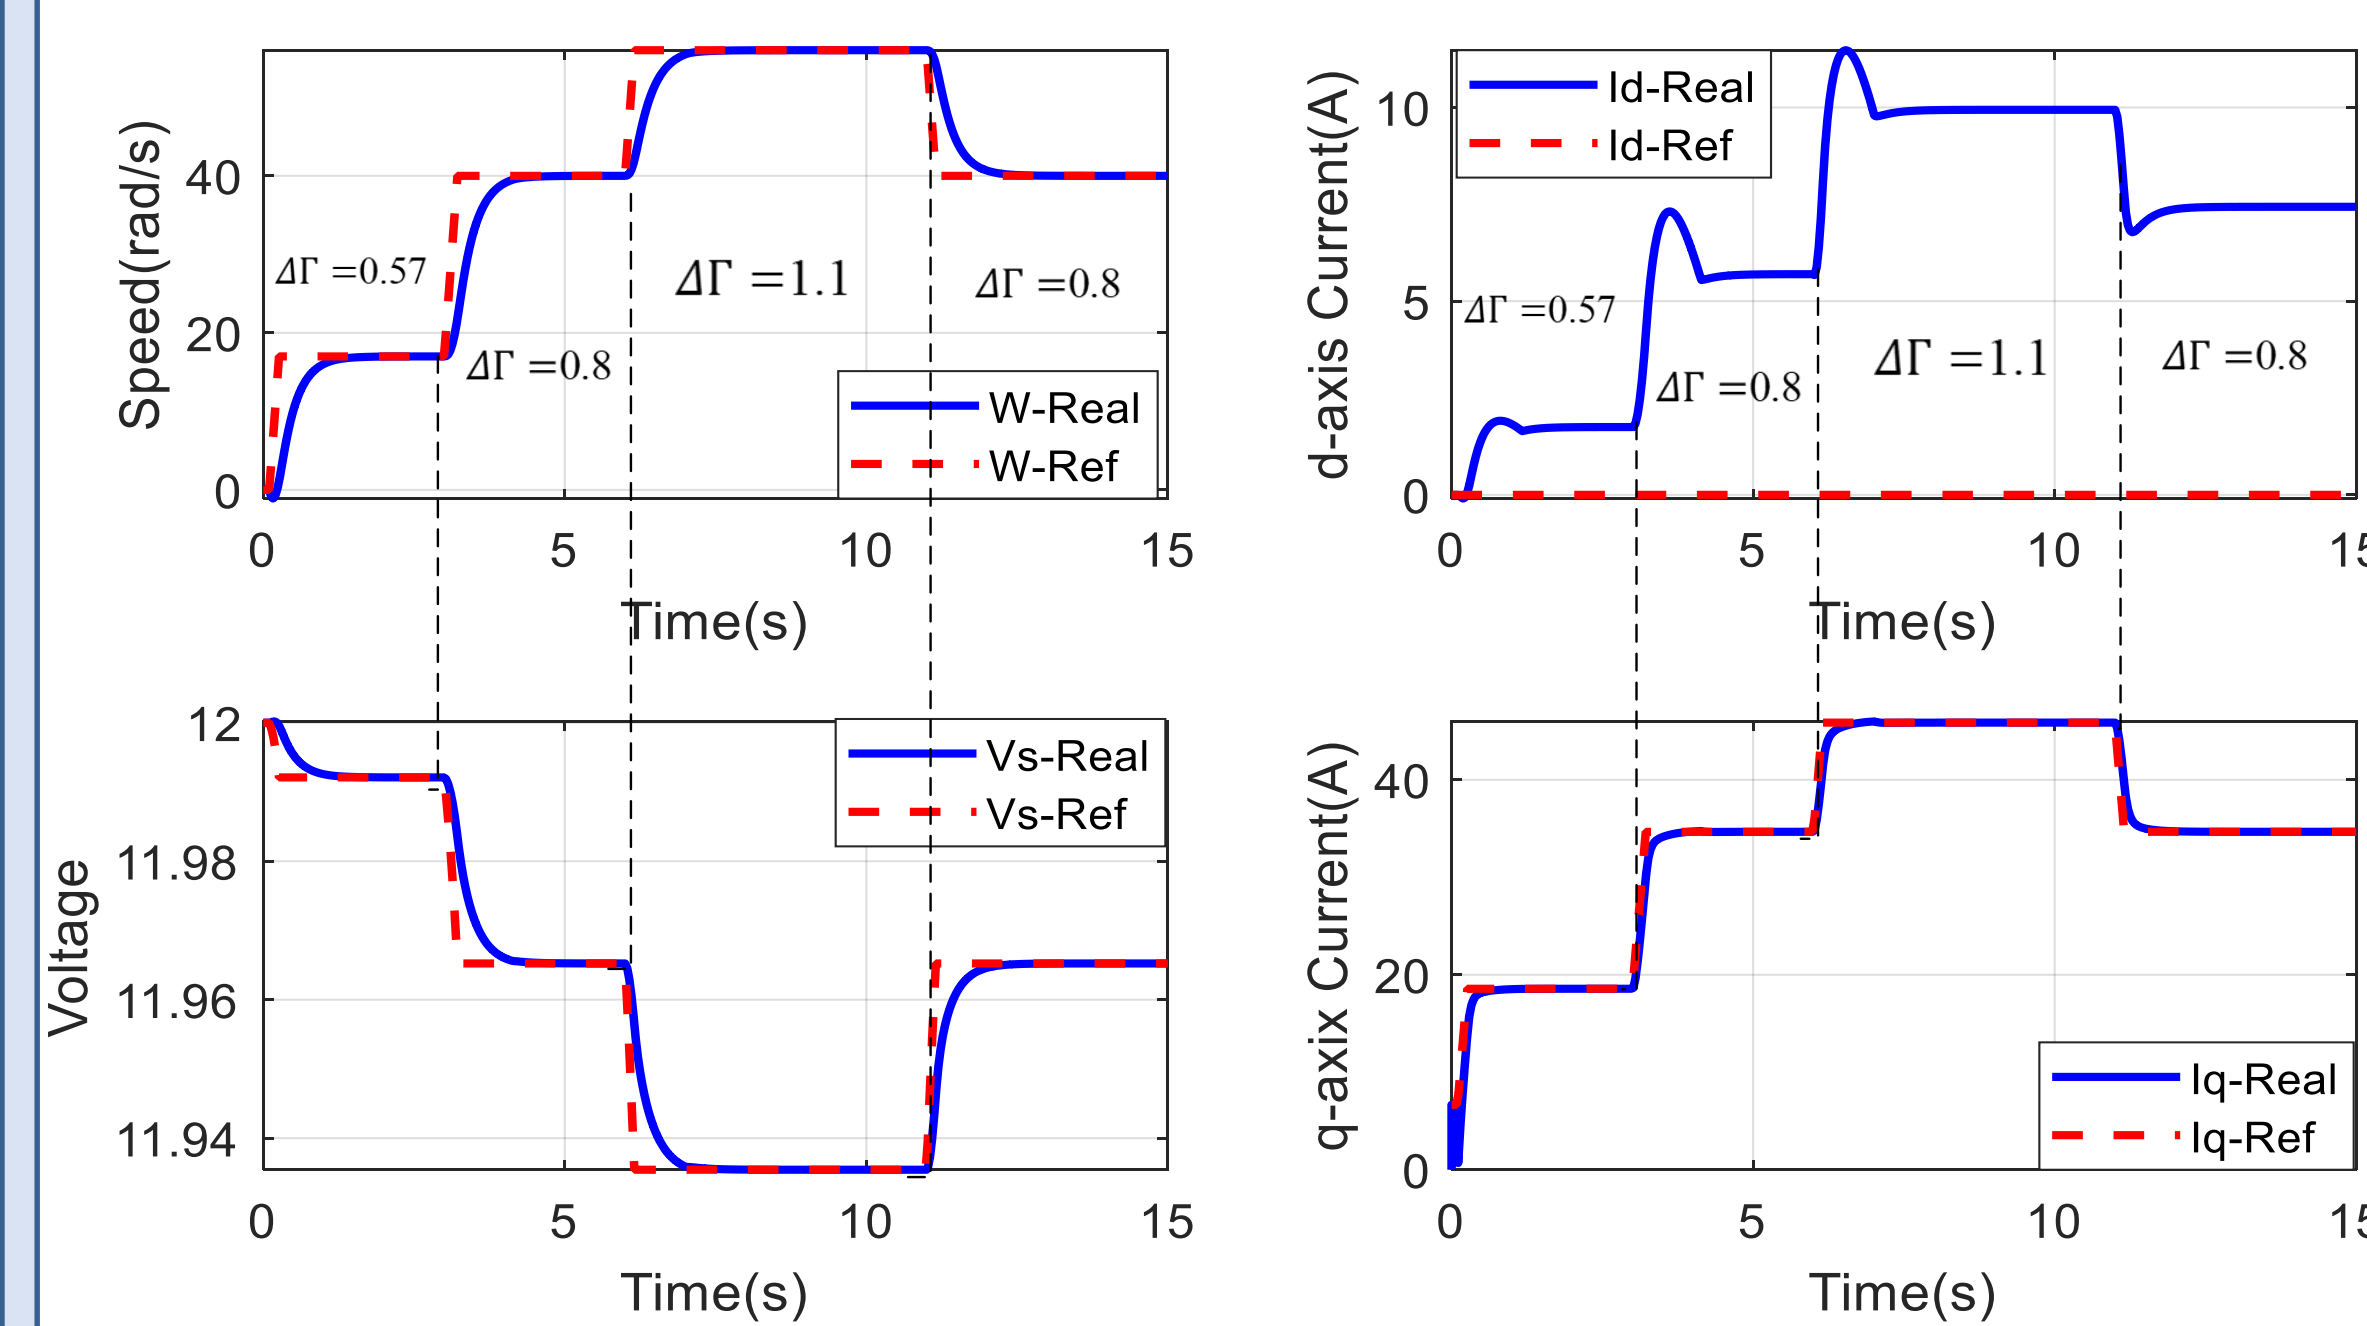 Speed(rad/s)
40
20
0
ΔΓ =0.57
ΔΓ =0.8
ΔΓ =1.1
ΔΓ =0.8
W-Real
W-Ref
0 5 10 15
Time(s)
d-axis Current(A)
10
5
0
Id-Real
Id-Ref
ΔΓ =0.57
ΔΓ =0.8
ΔΓ =1.1
ΔΓ =0.8
0 5 10 15
Time(s)
Voltage
12
11.98
11.96
11.94
Vs-Real
Vs-Ref
0 5 10 15
Time(s)
q-axix Current(A)
40
20
0
Iq-Real
Iq-Ref
0 5 10 15
Time(s)